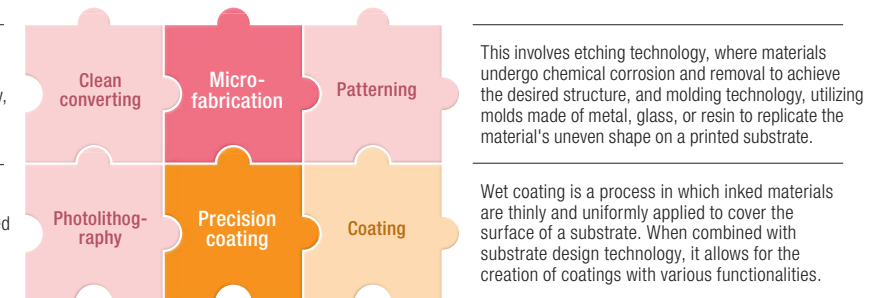 Clean
converting
Micro-
fabrication
Patterning
This involves etching technology, where materials
undergo chemical corrosion and removal to achieve
the desired structure, and molding technology, utilizing
molds made of metal, glass, or resin to replicate the
material's uneven shape on a printed substrate.
Photolithog-
raphy
Precision
coating
Coating
Wet coating is a process in which inked materials
are thinly and uniformly applied to cover the
surface of a substrate. When combined with
substrate design technology, it allows for the
creation of coatings with various functionalities.